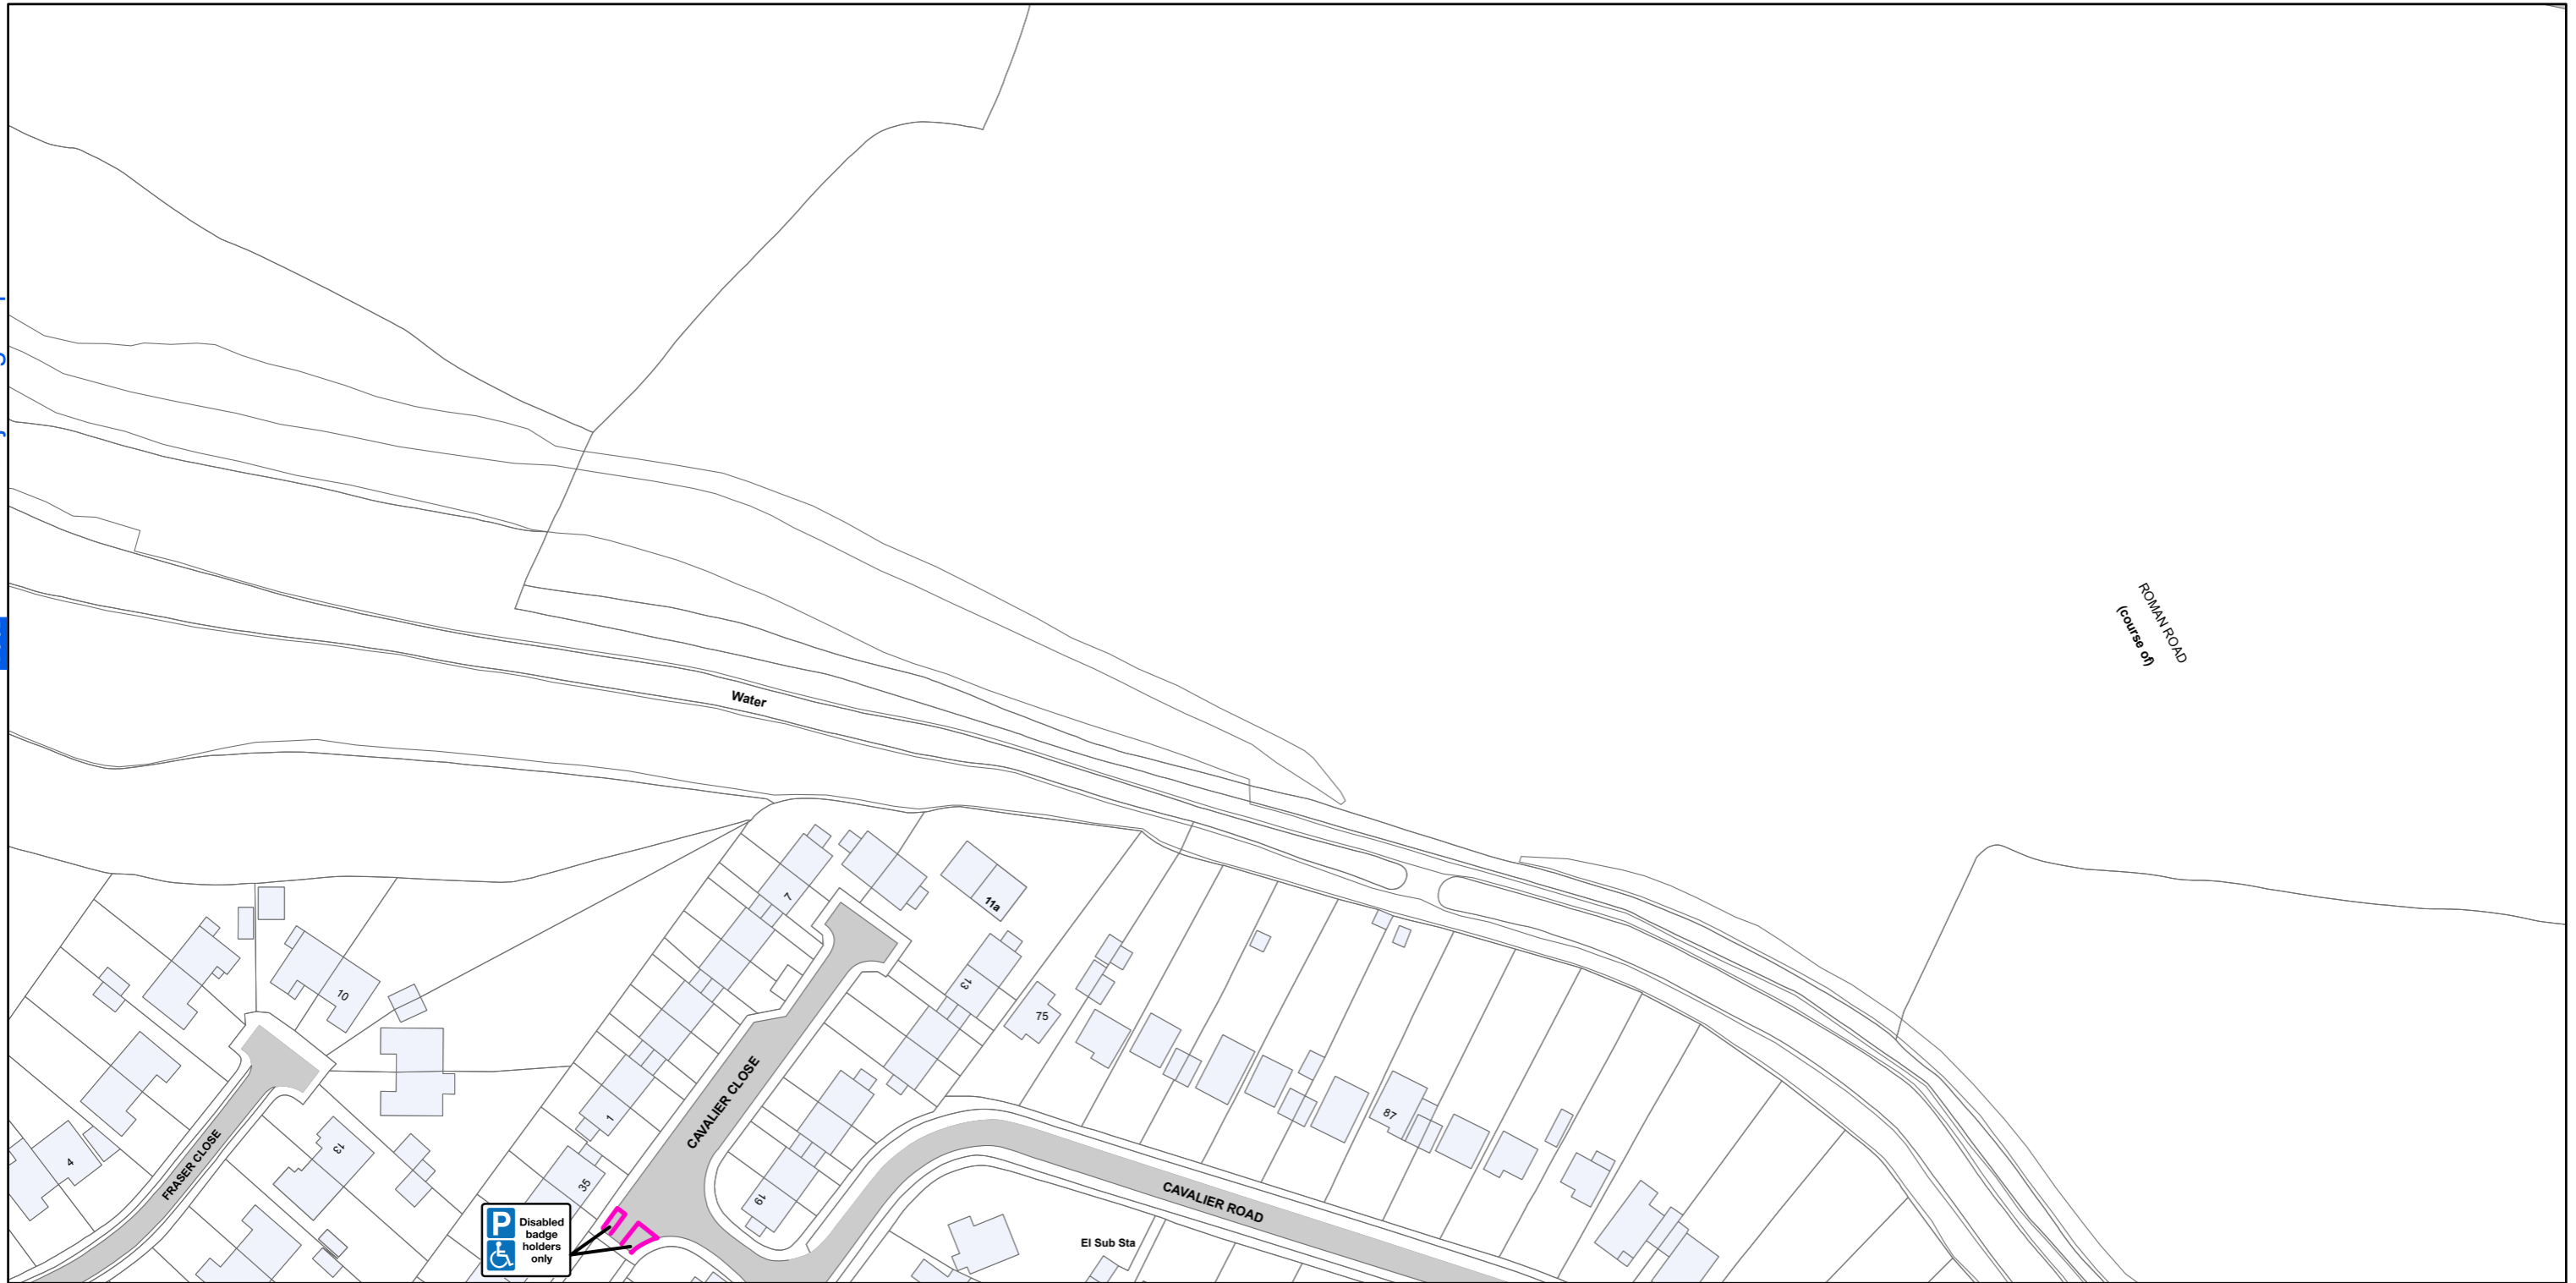 ROMAN ROAD
(course of)
Water
7
11a
13
10
75
1
87
CAVALIER CLOSE
4
FRASER CLOSE
13
35
19
CAVALIER ROAD
El Sub Sta
P
Disabled
badge
holders
only